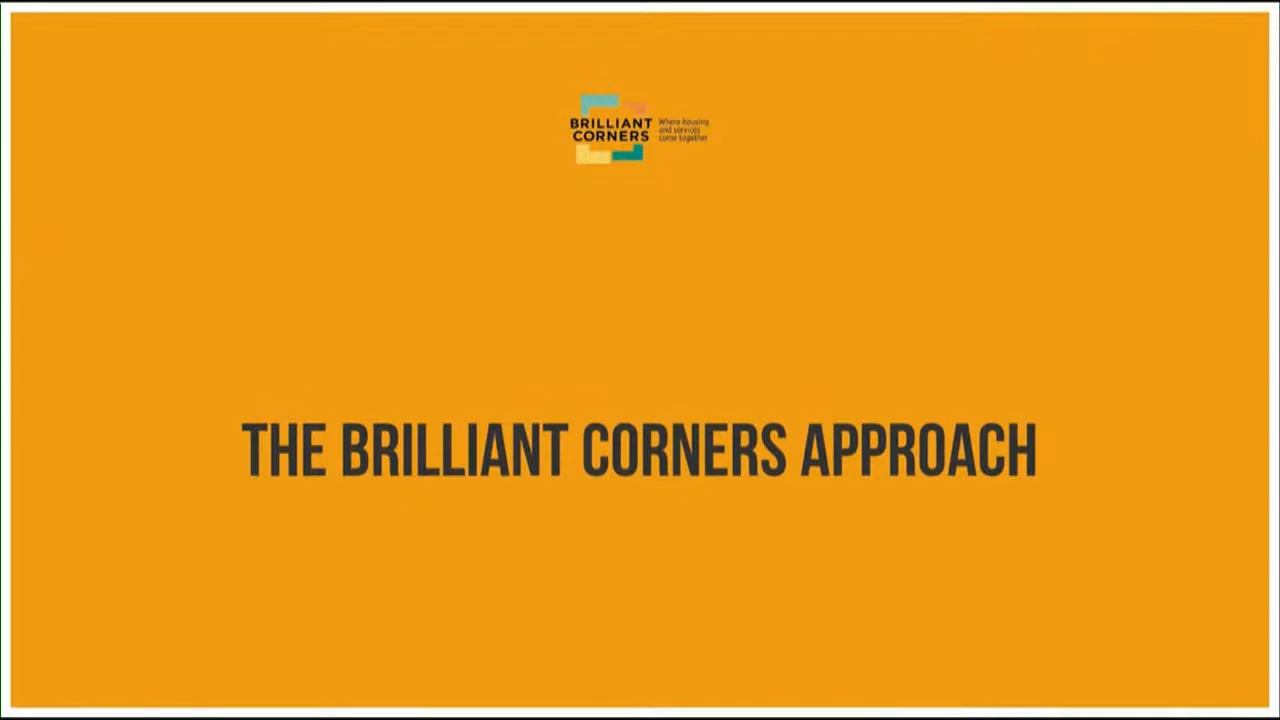 BRILLIANT
CORNERS
Where housing
and services
come together
THE BRILLIANT CORNERS APPROACH